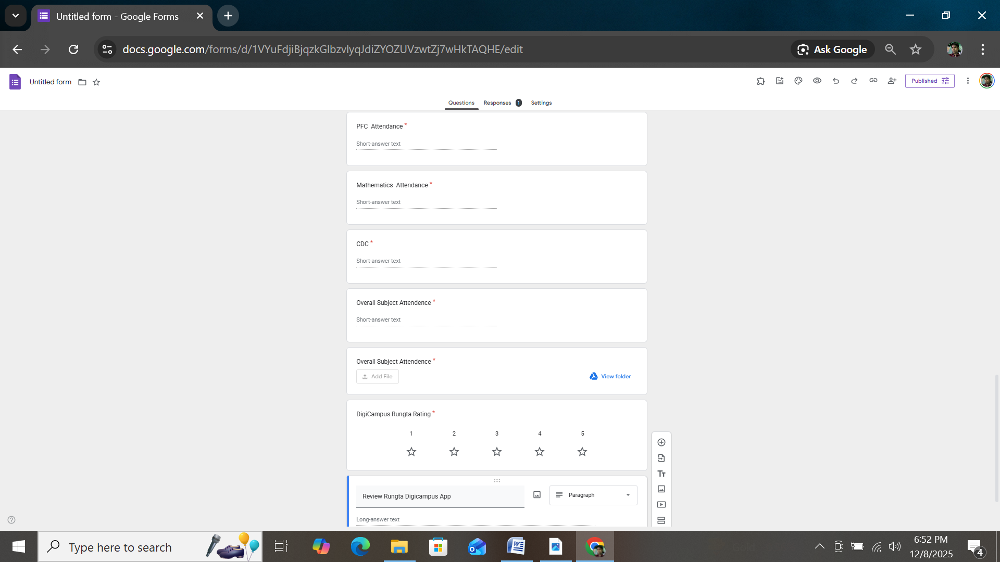 Untitled form - Google Forms
docs.google.com/forms/d/1VYuFdjiBjqzkGlbzvlyqJdiZYOZUVzwtZj7wHkTAQHE/edit
Ask Google
Untitled form
Published
Questions
Responses 1
Settings
PFC  Attendance *
Short-answer text
Mathematics  Attendance *
Short-answer text
CDC *
Short-answer text
Overall Subject Attendence *
Short-answer text
Overall Subject Attendence *
Add File
View folder
DigiCampus Rungta Rating *
1 2 3 4 5
Tт
Review Rungta Digicampus App
Paragraph
Long-answer text
Type here to search
6:52 PM
12/8/2025
4